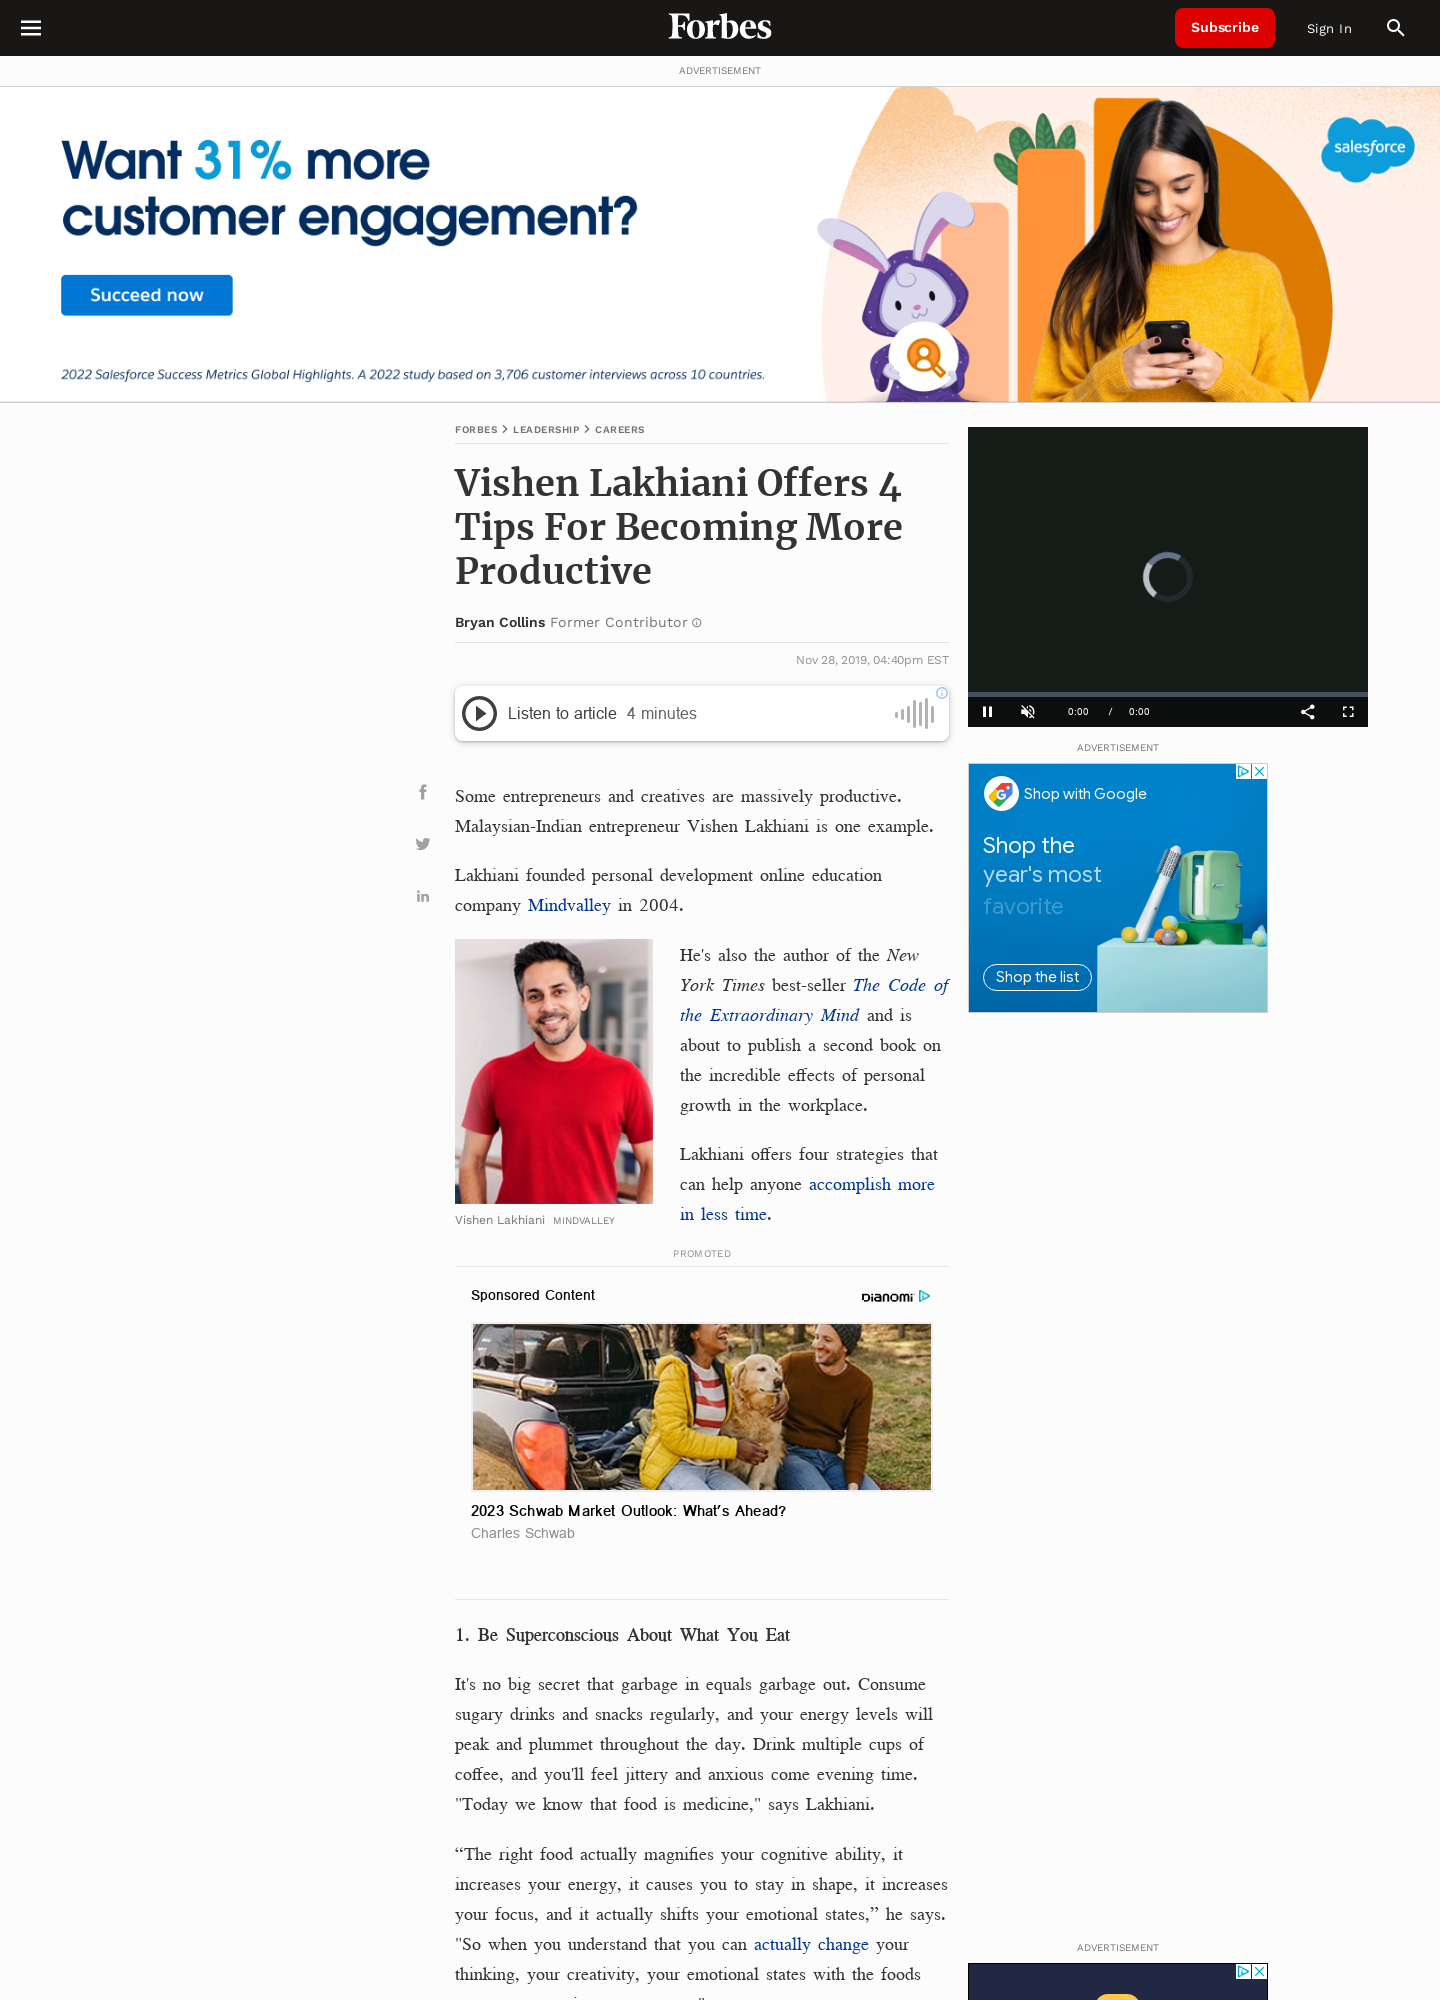 Forbes
Subscribe
Sign In
ADVERTISEMENT
Want 31% more
customer engagement?
Succeed now
2022 Salesforce Success Metrics Global Highlights. A 2022 study based on 3,706 customer interviews across 10 countries.
salesforce
FORBES > LEADERSHIP > CAREERS
Vishen Lakhiani Offers 4
Tips For Becoming More
Productive
Bryan Collins Former Contributor
Nov 28, 2019, 04:40pm EST
Listen to article 4 minutes
Some entrepreneurs and creatives are massively productive.
Malaysian-Indian entrepreneur Vishen Lakhiani is one example.
Lakhiani founded personal development online education
company Mindvalley in 2004.
He's also the author of the New
York Times best-seller The Code of
the Extraordinary Mind and is
about to publish a second book on
the incredible effects of personal
growth in the workplace.
Lakhiani offers four strategies that
can help anyone accomplish more
in less time.
Vishen Lakhiani MINDVALLEY
PROMOTED
Sponsored Content
Dianomi
2023 Schwab Market Outlook: What's Ahead?
Charles Schwab
1. Be Superconscious About What You Eat
It's no big secret that garbage in equals garbage out. Consume
sugary drinks and snacks regularly, and your energy levels will
peak and plummet throughout the day. Drink multiple cups of
coffee, and you'll feel jittery and anxious come evening time.
"Today we know that food is medicine," says Lakhiani.
“The right food actually magnifies your cognitive ability, it
increases your energy, it causes you to stay in shape, it increases
your focus, and it actually shifts your emotional states,” he says.
"So when you understand that you can actually change your
thinking, your creativity, your emotional states with the foods
0:00 / 0:00
ADVERTISEMENT
Shop with Google
Shop the
year's most
favorite
Shop the list
ADVERTISEMENT